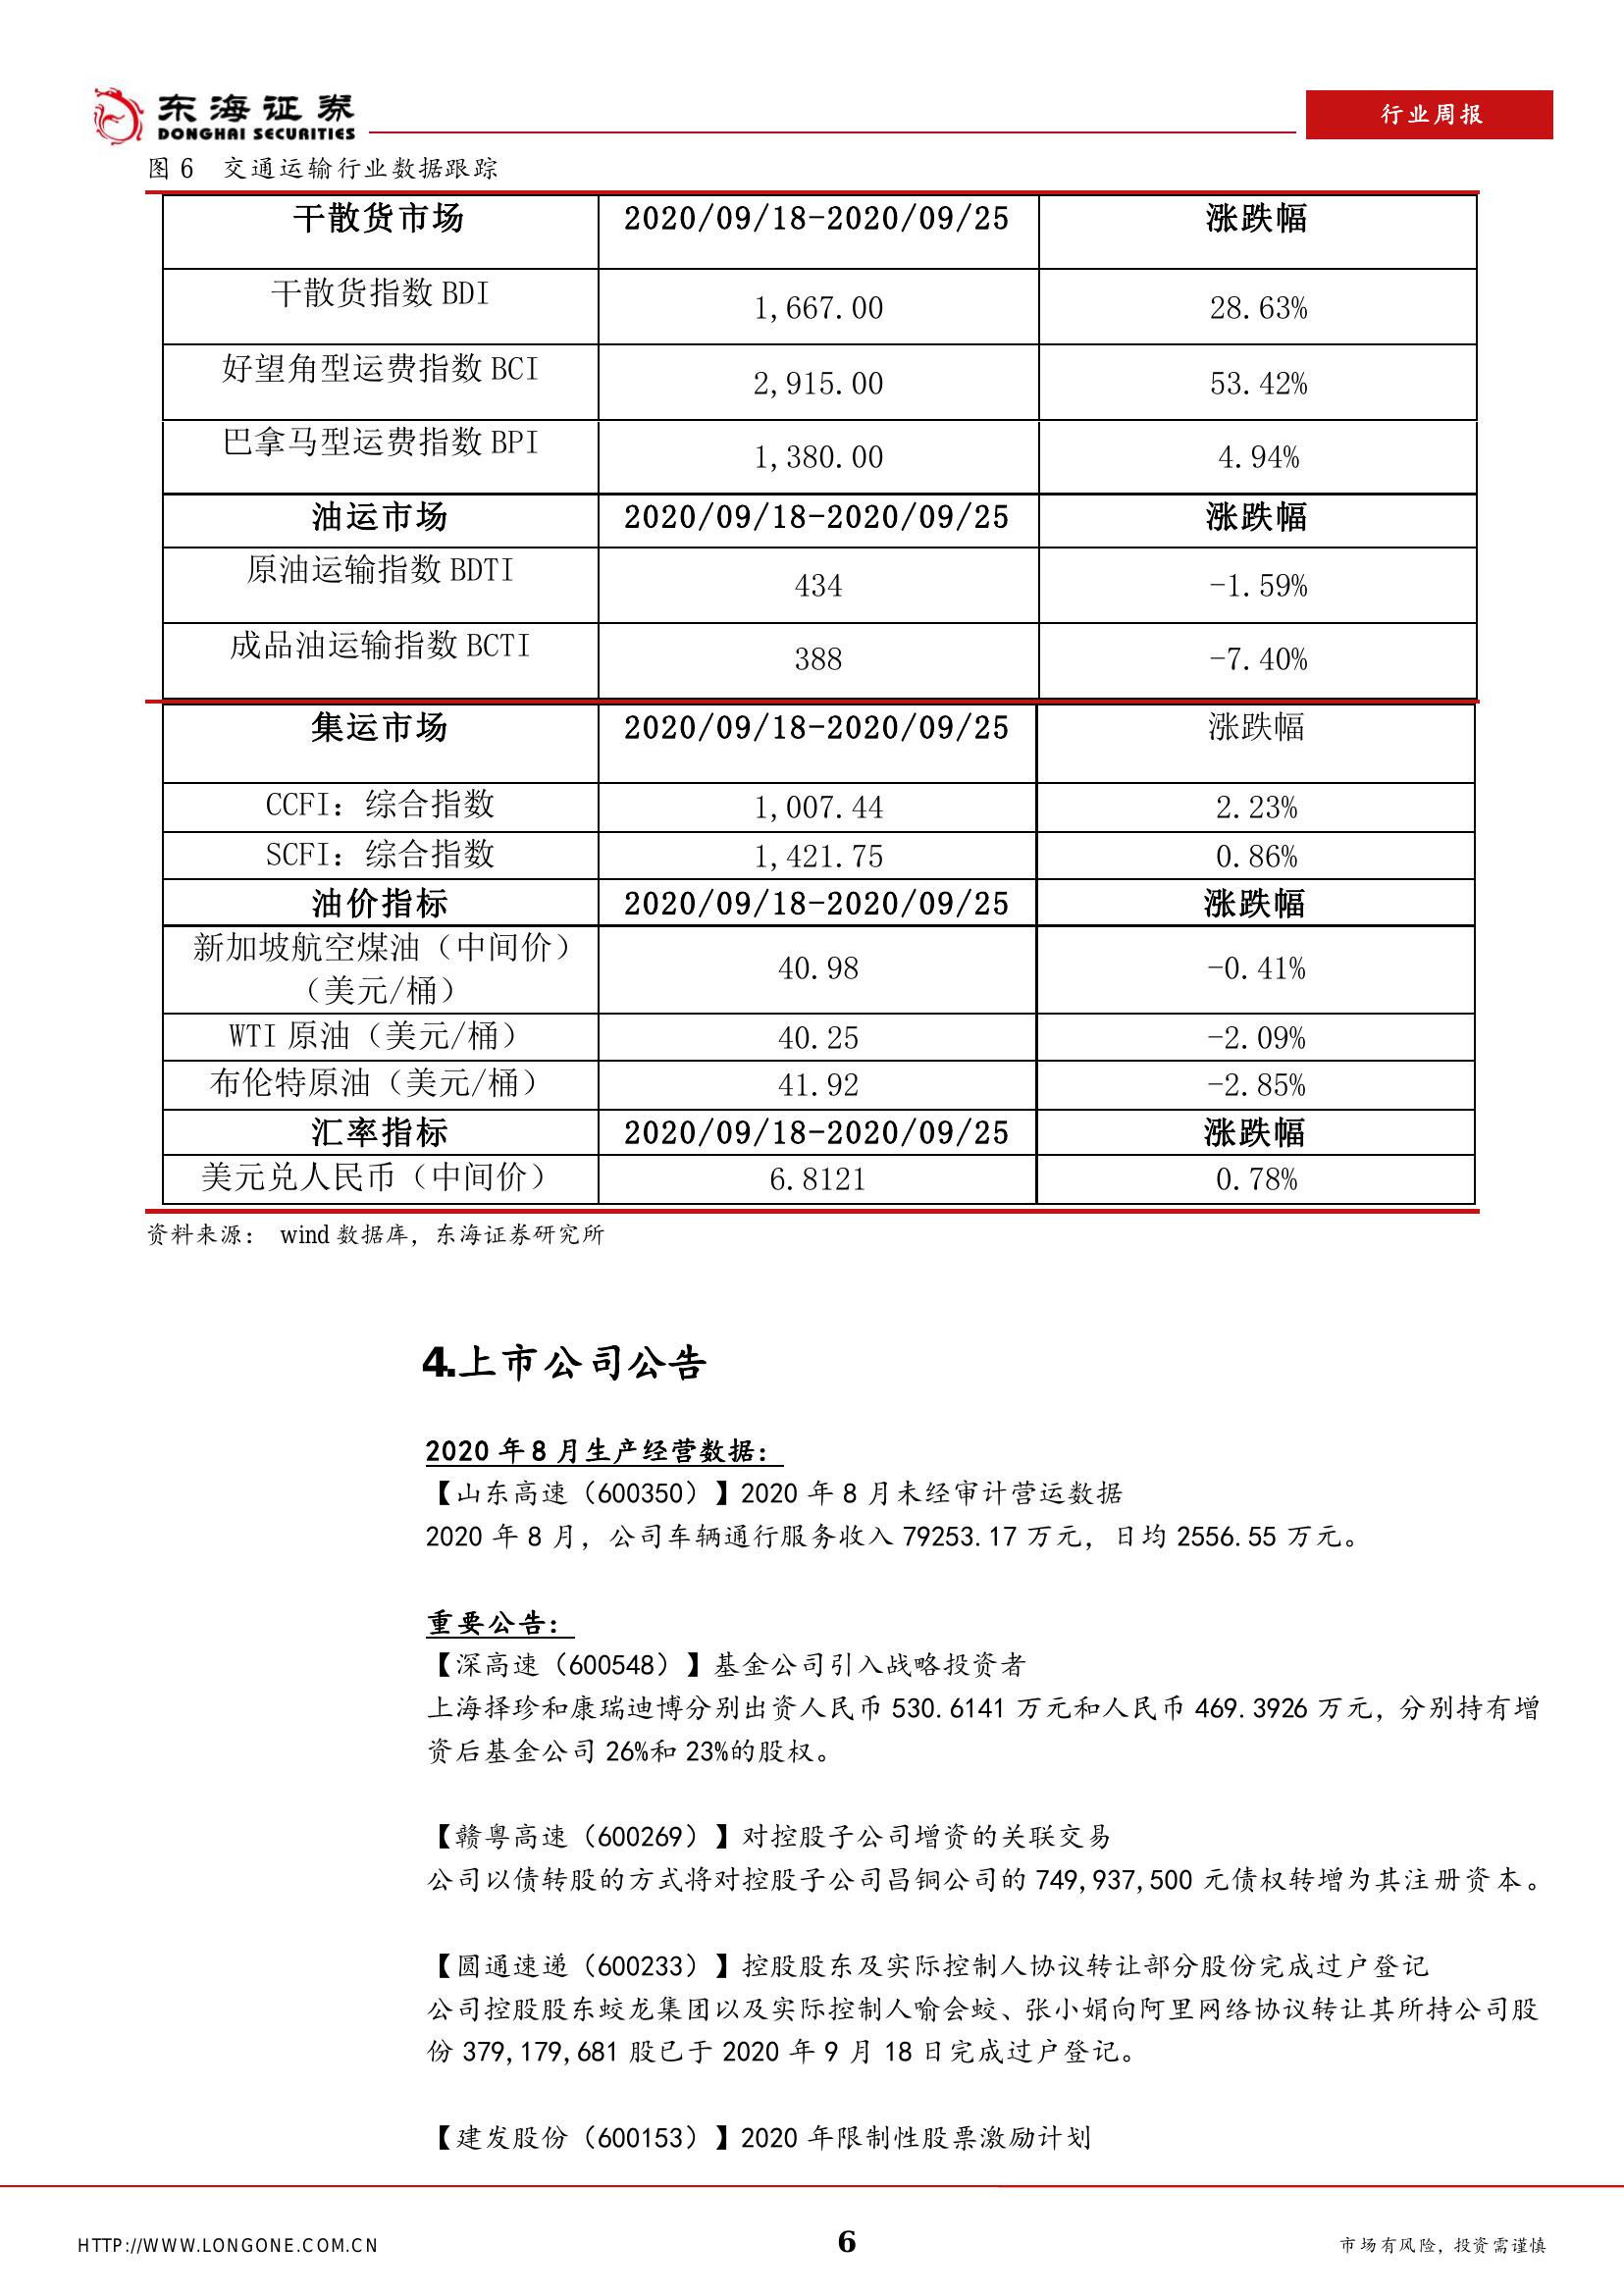 东海证券
DONGHAI SECURITIES
行业周报
图 6 交通运输行业数据跟踪
干散货市场 2020/09/18-2020/09/25 涨跌幅
干散货指数 BDI 1,667.00 28.63%
好望角型运费指数 BCI 2,915.00 53.42%
巴拿马型运费指数 BPI 1,380.00 4.94%
油运市场 2020/09/18-2020/09/25 涨跌幅
原油运输指数 BDTI 434 -1.59%
成品油运输指数 BCTI 388 -7.40%
集运市场 2020/09/18-2020/09/25 涨跌幅
CCFI：综合指数 1,007.44 2.23%
SCFI：综合指数 1,421.75 0.86%
油价指标 2020/09/18-2020/09/25 涨跌幅
新加坡航空煤油（中间价）
（美元/桶） 40.98 -0.41%
WTI 原油（美元/桶） 40.25 -2.09%
布伦特原油（美元/桶） 41.92 -2.85%
汇率指标 2020/09/18-2020/09/25 涨跌幅
美元兑人民币（中间价） 6.8121 0.78%
资料来源： wind 数据库，东海证券研究所
4.上市公司公告
2020 年 8 月生产经营数据：
【山东高速（600350）】2020 年 8 月未经审计营运数据
2020 年 8 月，公司车辆通行服务收入 79253.17 万元，日均 2556.55 万元。
重要公告：
【深高速（600548）】基金公司引入战略投资者
上海择珍和康瑞迪博分别出资人民币 530.6141 万元和人民币 469.3926 万元，分别持有增
资后基金公司 26%和 23%的股权。
【赣粤高速（600269）】对控股子公司增资的关联交易
公司以债转股的方式将对控股子公司昌铜公司的 749,937,500 元债权转增为其注册资本。
【圆通速递（600233）】控股股东及实际控制人协议转让部分股份完成过户登记
公司控股股东蛟龙集团以及实际控制人喻会蛟、张小娟向阿里网络协议转让其所持公司股
份 379,179,681 股已于 2020 年 9 月 18 日完成过户登记。
【建发股份（600153）】2020 年限制性股票激励计划
HTTP://WWW.LONGONE.COM.CN 6 市场有风险，投资需谨慎